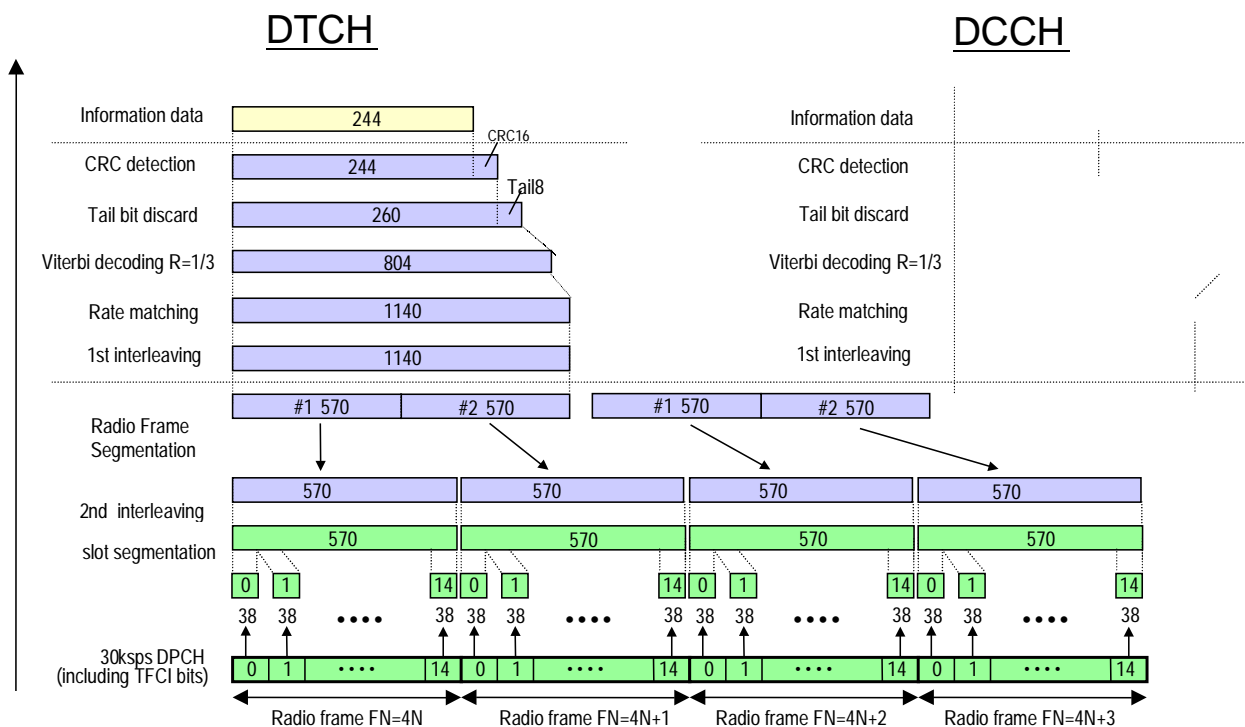 DTCH DCCH
Information data 244 Information data
CRC16
CRC detection 244 CRC detection
Tail8
Tail bit discard 260 Tail bit discard
Viterbi decoding R=1/3 804 Viterbi decoding R=1/3
Rate matching 1140 Rate matching
1st interleaving 1140 1st interleaving
#1 570 #2 570 #1 570 #2 570
Radio Frame
Segmentation
570 570 570 570
2nd interleaving
slot segmentation 570 570 570 570
0 1 14 0 1 14 0 1 14 0 1 14
38 38 •••• 38 38 38 •••• 38 38 38 •••• 38 38 38 •••• 38
30ksps DPCH
(including TFCI bits)
0 1 •••• 14 0 1 •••• 14 0 1 •••• 14 0 1 •••• 14
Radio frame FN=4N Radio frame FN=4N+1 Radio frame FN=4N+2 Radio frame FN=4N+3